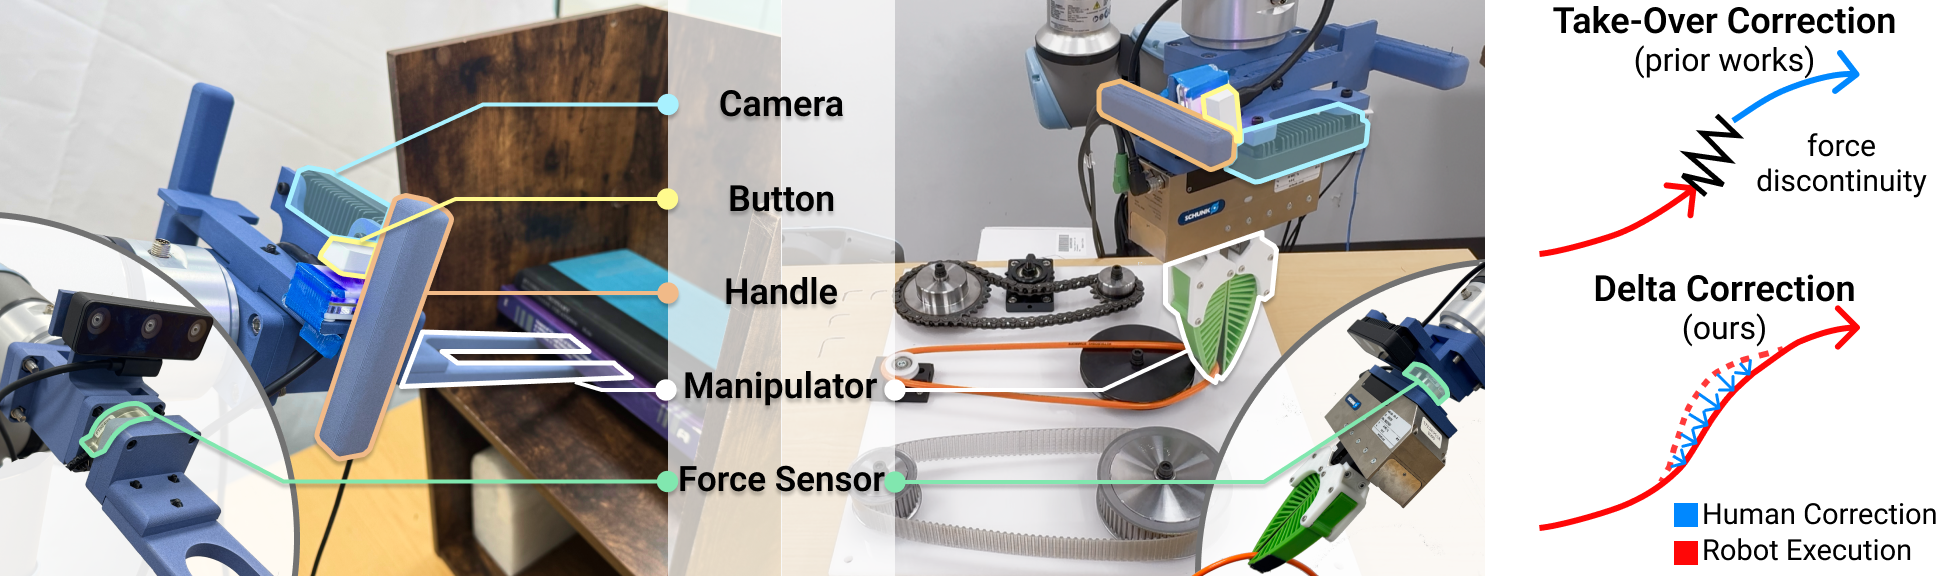 Camera
Button
Handle
Manipulator
Force Sensor
SCHUNK
Take-Over Correction
(prior works)
force
discontinuity
Delta Correction
(ours)
Human Correction
Robot Execution